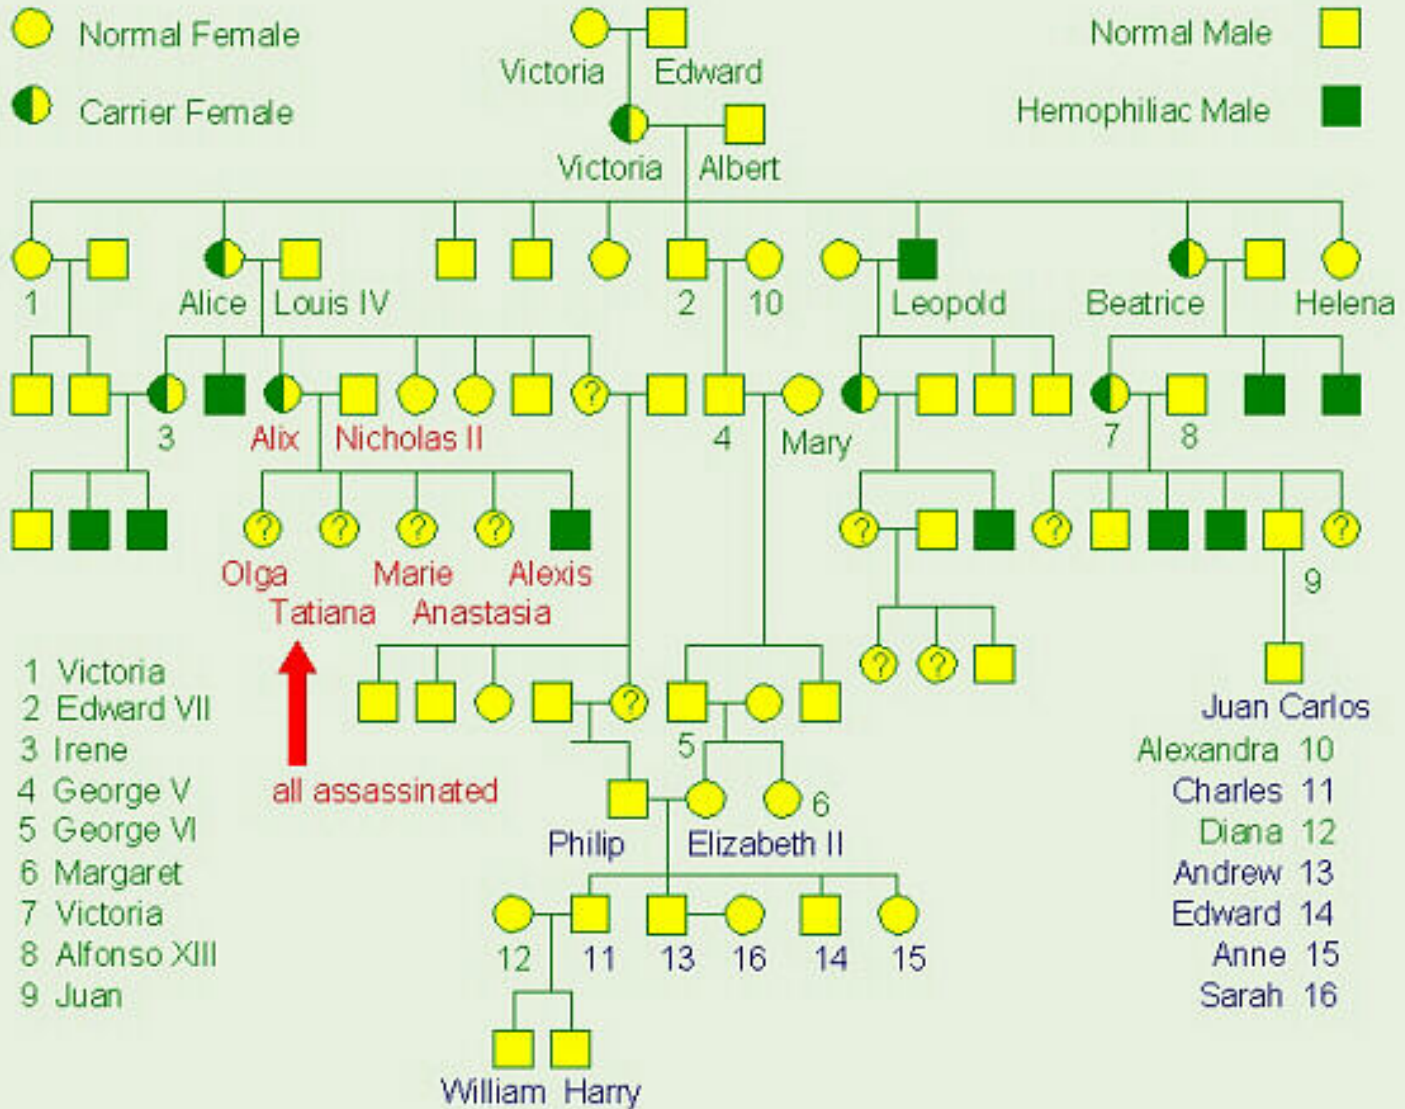 Normal Female
Normal Male
Victoria Edward
Carrier Female
Hemophiliac Male
Victoria Albert
1 Alice Louis IV 2 10 Leopold Beatrice Helena
? 
3 Alix Nicholas II 4 Mary 7 8
? ? ? ? ? ? ?
Olga Marie Alexis 9
Tatiana Anastasia
? ?
?
5
all assassinated
6
Philip Elizabeth II
Juan Carlos
1 Victoria
2 Edward VII
3 Irene
4 George V
5 George VI
6 Margaret
7 Victoria
8 Alfonso XIII
9 Juan
Alexandra 10
Charles 11
Diana 12
Andrew 13
Edward 14
Anne 15
Sarah 16
12 11 13 16 14 15
William Harry